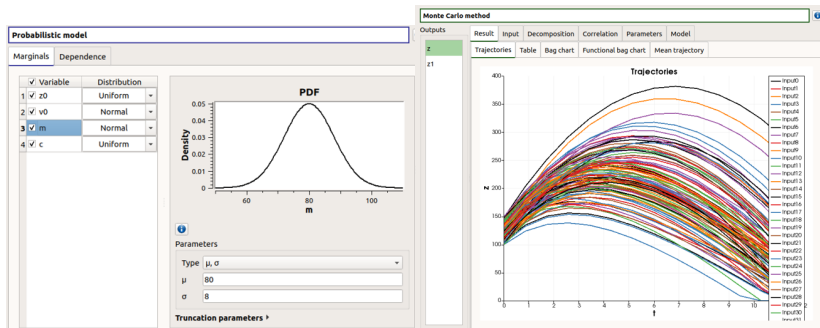 Probabilistic model
Marginals Dependence
Variable Distribution
1 z0 Uniform
2 v0 Normal
3 m Normal
4 c Uniform
PDF
Density
0.05
0.04
0.03
0.02
0.01
0
60 80 100
m
Parameters
Type μ, σ
μ 80
σ 8
Truncation parameters
Monte Carlo method
Outputs
z
z1
Result Input Decomposition Correlation Parameters Model
Trajectories Table Bag chart Functional bag chart Mean trajectory
Trajectories
z
400
350
300
250
200
150
100
50
0
0 1 2 3 4 5 6 7 8 9 10
t
Input0
Input1
Input2
Input3
Input4
Input5
Input6
Input7
Input8
Input9
Input10
Input11
Input12
Input13
Input14
Input15
Input16
Input17
Input18
Input19
Input20
Input21
Input22
Input23
Input24
Input25
Input26
Input27
Input28
Input29
Input30